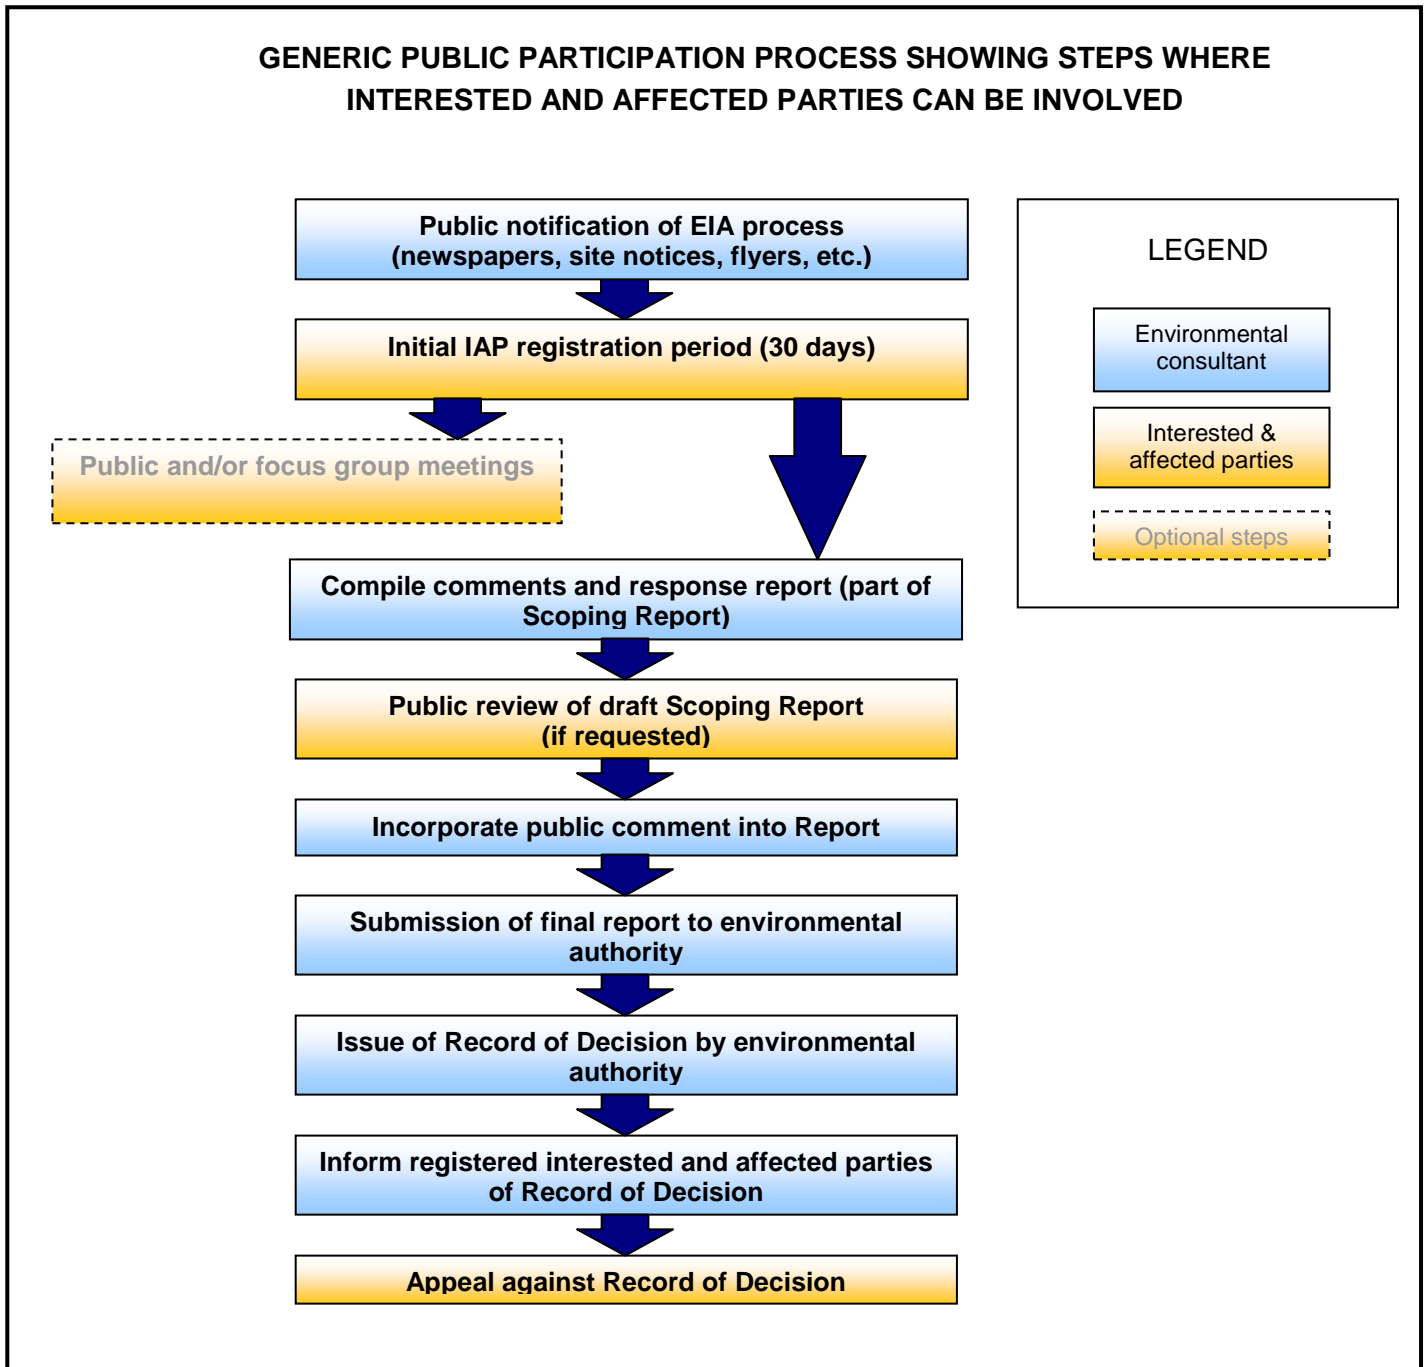 GENERIC PUBLIC PARTICIPATION PROCESS SHOWING STEPS WHERE
INTERESTED AND AFFECTED PARTIES CAN BE INVOLVED
Public notification of EIA process
(newspapers, site notices, flyers, etc.)
Initial IAP registration period (30 days)
Public and/or focus group meetings
Compile comments and response report (part of
Scoping Report)
Public review of draft Scoping Report
(if requested)
Incorporate public comment into Report
Submission of final report to environmental
authority
Issue of Record of Decision by environmental
authority
Inform registered interested and affected parties
of Record of Decision
Appeal against Record of Decision
LEGEND
Environmental
consultant
Interested &
affected parties
Optional steps